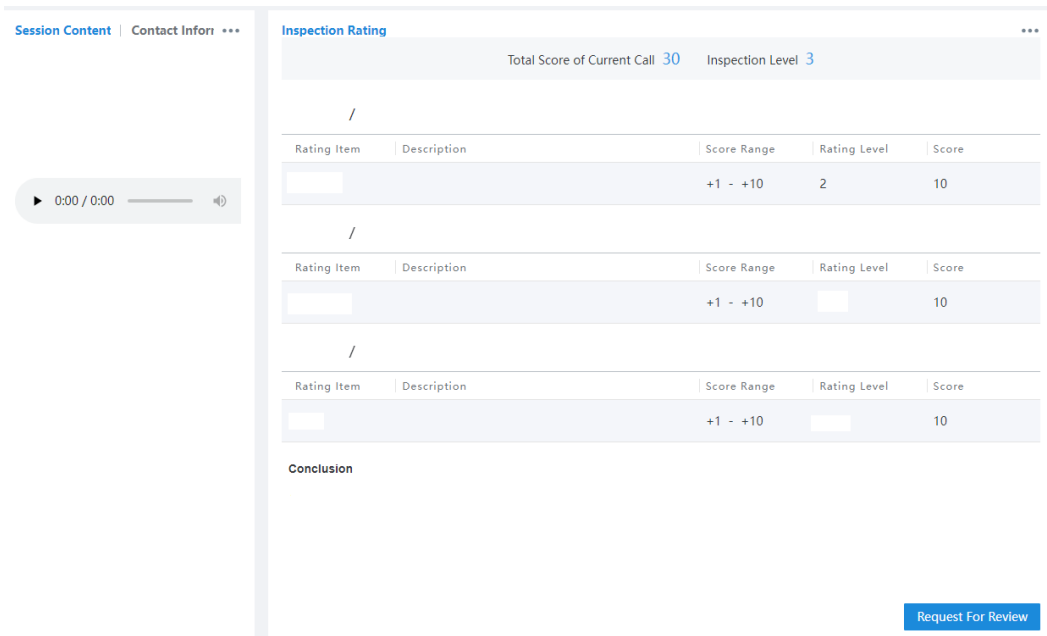 Session Content | Contact Inforr •••
0:00 / 0:00
Inspection Rating •••
Total Score of Current Call 30 Inspection Level 3
/
Rating Item Description Score Range Rating Level Score
+1 - +10 2 10
/
Rating Item Description Score Range Rating Level Score
+1 - +10 10
/
Rating Item Description Score Range Rating Level Score
+1 - +10 10
Conclusion
Request For Review